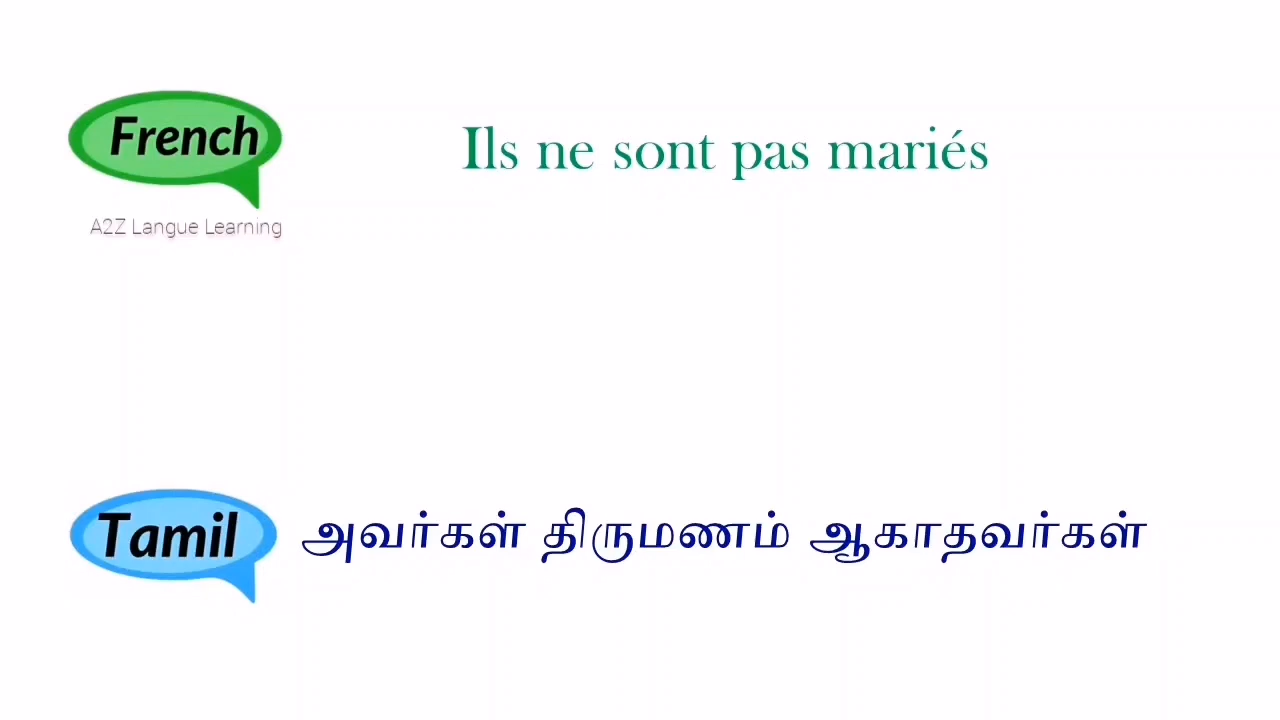 French
Ils ne sont pas mariés
A2Z Langue Learning
Tamil
அவர்கள் திருமணம் ஆகாதவர்கள்